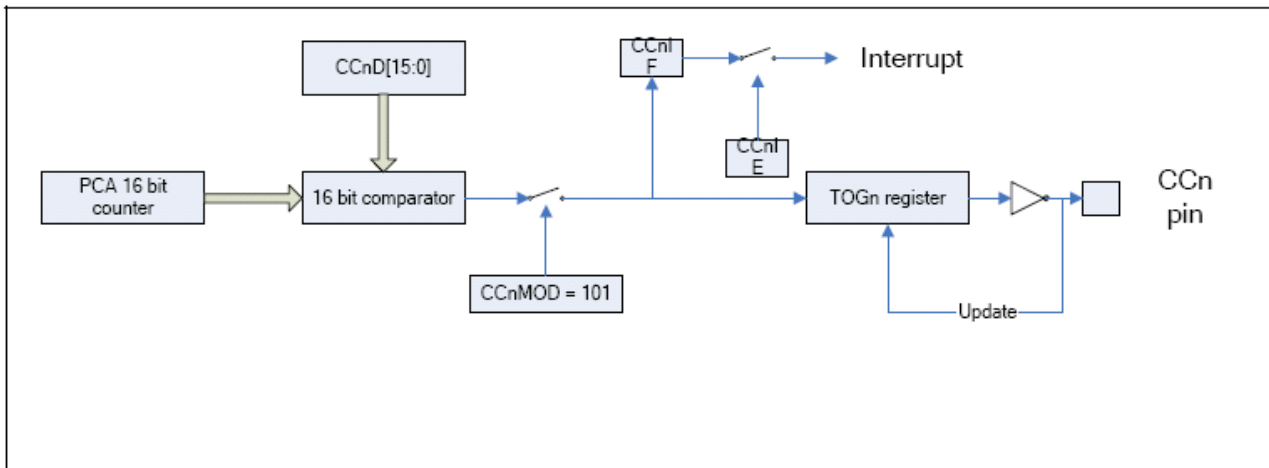 CCnI
F
Interrupt
CCnD[15:0]
CCnI
E
PCA 16 bit
counter
16 bit comparator
TOGn register
CCn
pin
CCnMOD = 101
Update